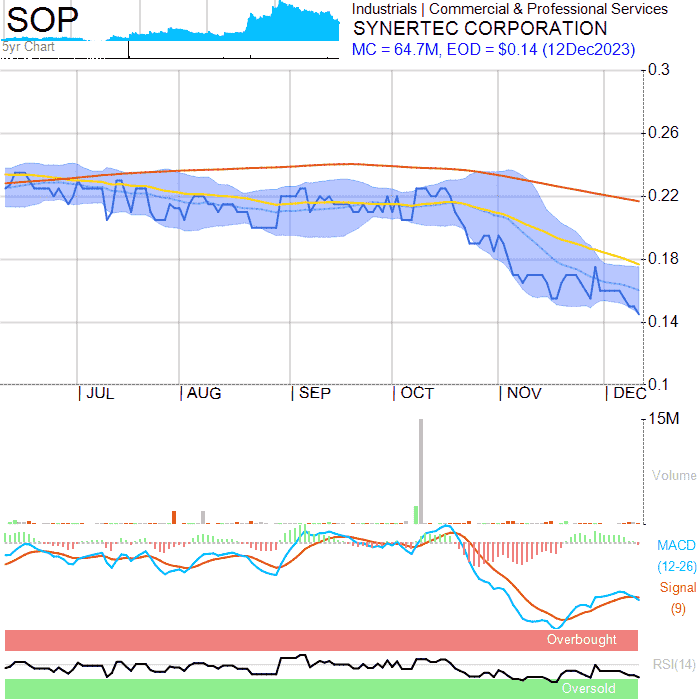 SOP
5yr Chart
Industrials | Commercial & Professional Services
SYNERTEC CORPORATION
MC = 64.7M, EOD = $0.14 (12Dec2023)
0.3
0.26
0.22
0.18
0.14
0.1
JUL
AUG
SEP
OCT
NOV
DEC
15M
Volume
MACD
(12-26)
Signal
(9)
Overbought
RSI(14)
Oversold